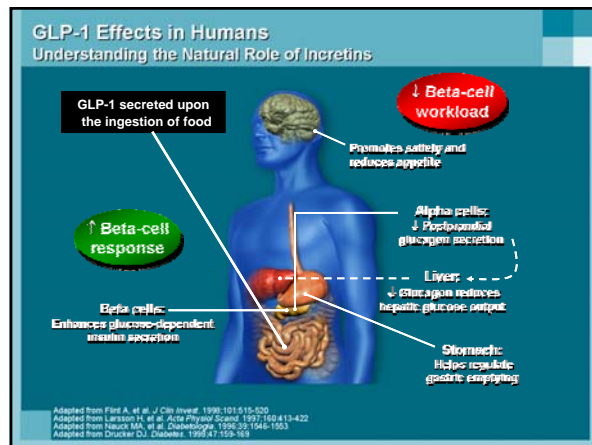 GLP-1 Effects in Humans
Understanding the Natural Role of Incretins
GLP-1 secreted upon
the ingestion of food
↓ Beta-cell
workload
Promotes satiety and
reduces appetite
↑ Beta-cell
response
Alpha cells:
↓ Postprandial
glucagon secretion
Liver:
↓ Glucagon reduces
hepatic glucose output
Beta cells:
Enhances glucose-dependent
insulin secretion
Stomach:
Helps regulate
gastric emptying
Adapted from Flint A, et al. J Clin Invest. 1998;101:515-520
Adapted from Larsson H, et al. Acta Physiol Scand. 1997;160:413-422
Adapted from Nauck MA, et al. Diabetologia. 1996;39:1546-1553
Adapted from Drucker DJ. Diabetes. 1998;47:159-169